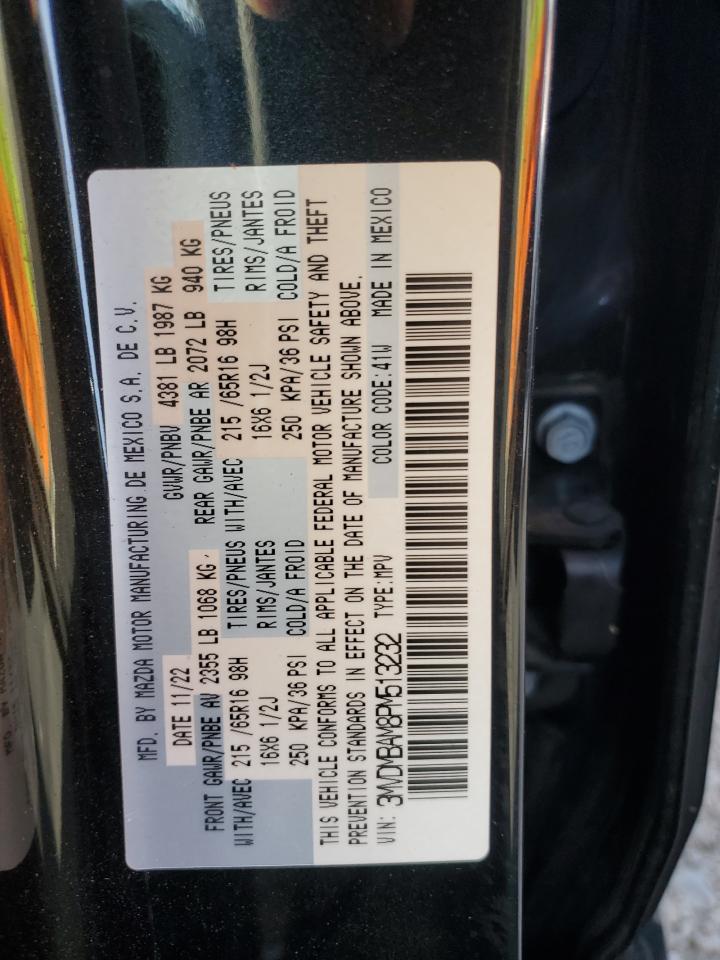 MFD. BY MAZDA MOTOR MANUFACTURING DE MEXICO S.A. DE C.V.
DATE 11/22 GVWR/PNBV 4381 LB 1987 KG
FRONT GAWR/PNBE AV 2355 LB 1068 KG REAR GAWR/PNBE AR 2072 LB 940 KG
WITH/AVEC 215 /65R16 98H TIRES/PNEUS WITH/AVEC 215 /65R16 98H TIRES/PNEUS
16X6 1/2J RIMS/JANTES 16X6 1/2J RIMS/JANTES
250 KPA/36 PSI COLD/A FROID 250 KPA/36 PSI COLD/A FROID
THIS VEHICLE CONFORMS TO ALL APPLICABLE FEDERAL MOTOR VEHICLE SAFETY AND THEFT
PREVENTION STANDARDS IN EFFECT ON THE DATE OF MANUFACTURE SHOWN ABOVE.
VIN: 3MVDMBAM8PM513232 TYPE:MPV COLOR CODE:41W MADE IN MEXICO